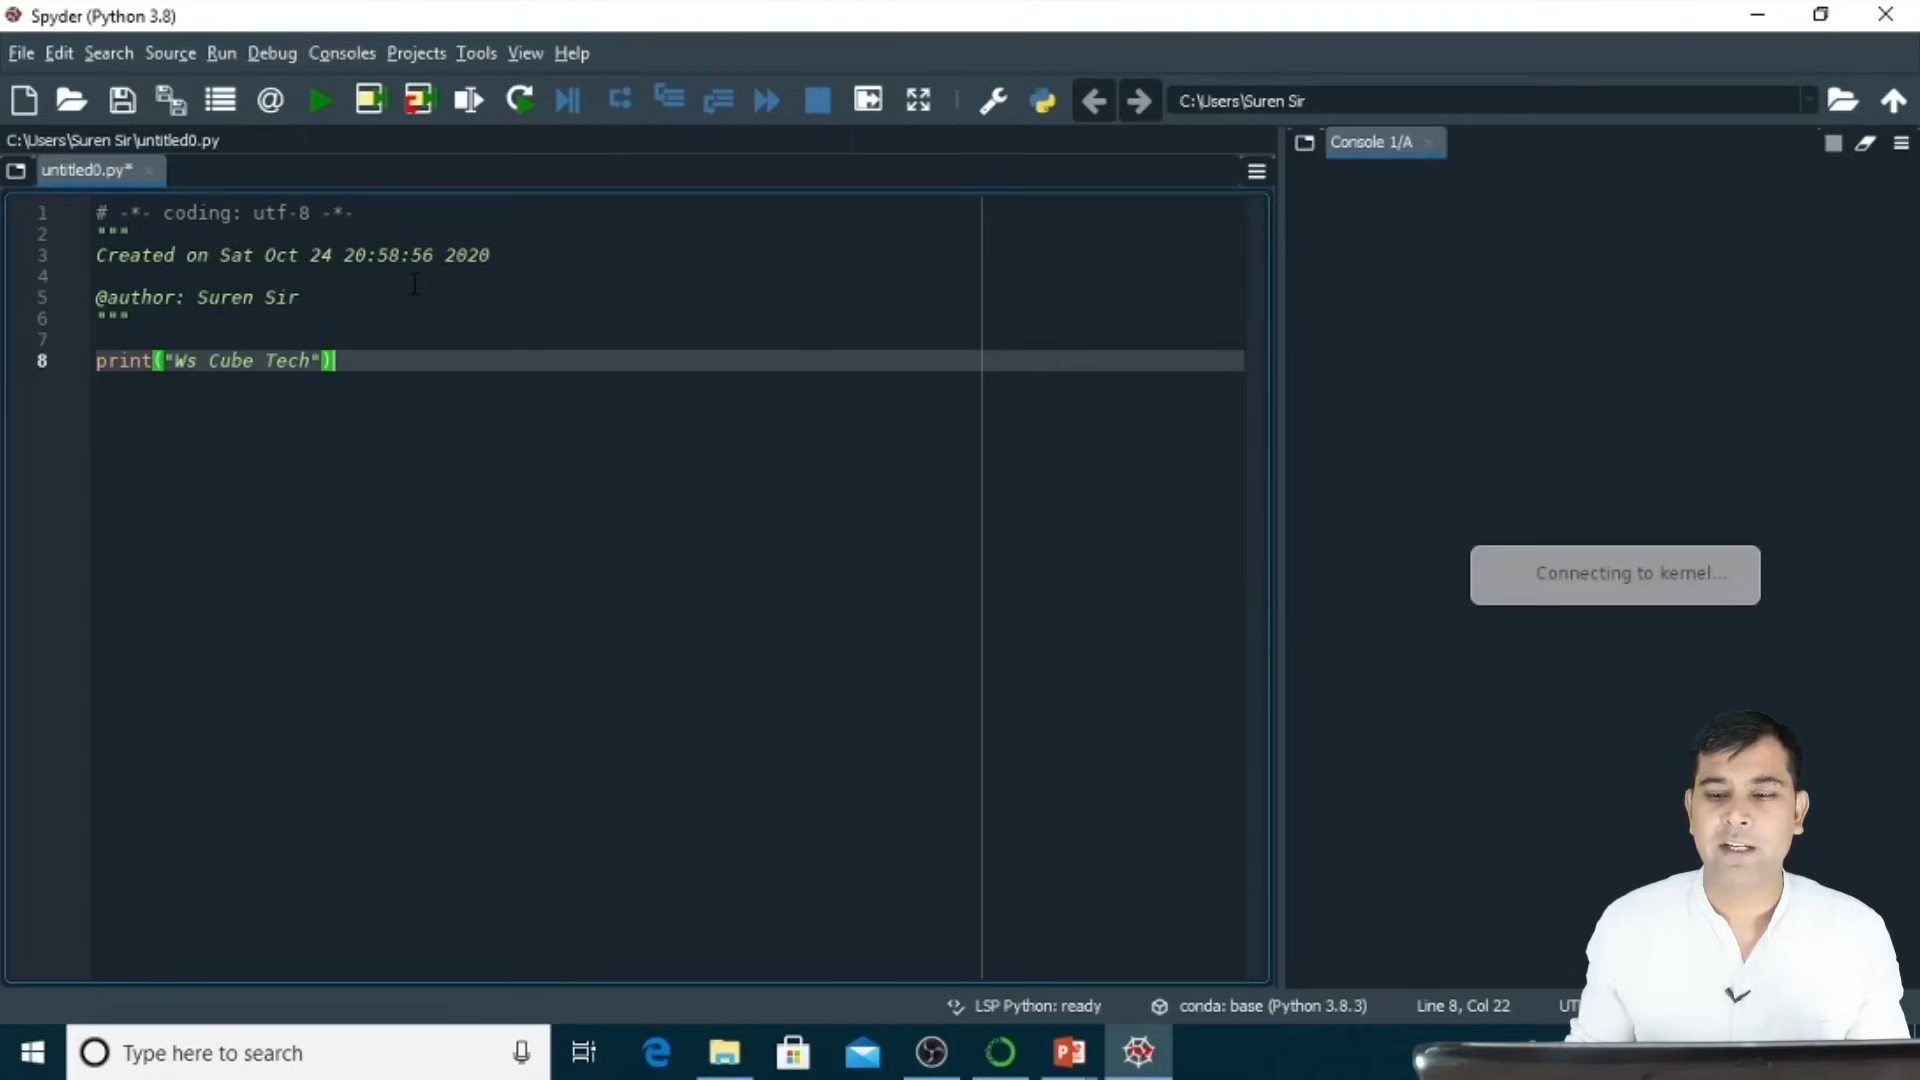 Spyder (Python 3.8)
File Edit Search Source Run Debug Consoles Projects Tools View Help
C:\Users\Suren Sir
C:\Users\Suren Sir\untitled0.py
Console 1/A
untitled0.py*
1 # -*- coding: utf-8 -*-
2 """
3 Created on Sat Oct 24 20:58:56 2020
4
5 @author: Suren Sir
6 """
7
8 print("Ws Cube Tech")
Connecting to kernel...
LSP Python: ready conda: base (Python 3.8.3) Line 8, Col 22
Type here to search